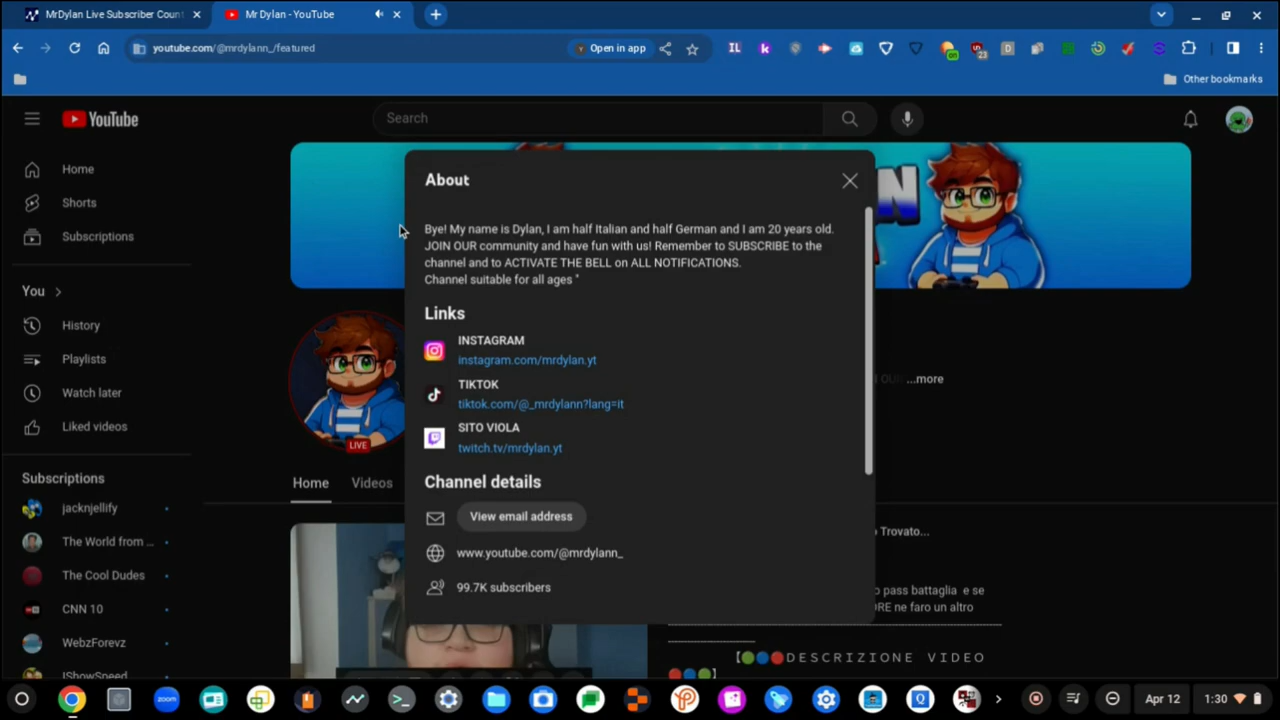 MrDylan Live Subscriber Count
MrDylan - YouTube
youtube.com/@mrdylann_/featured
Open in app
Other bookmarks
YouTube
Search
Home
Shorts
Subscriptions
You
History
Playlists
Watch later
Liked videos
Subscriptions
jacknjellify
The World from ...
The Cool Dudes
CNN 10
WebzForevz
IShowSpeed
About
Bye! My name is Dylan, I am half Italian and half German and I am 20 years old.
JOIN OUR community and have fun with us! Remember to SUBSCRIBE to the
channel and to ACTIVATE THE BELL on ALL NOTIFICATIONS.
Channel suitable for all ages "
Links
INSTAGRAM
instagram.com/mrdylan.yt
TIKTOK
tiktok.com/@_mrdylann?lang=it
SITO VIOLA
twitch.tv/mrdylan.yt
Channel details
View email address
www.youtube.com/@mrdylann_
99.7K subscribers
LIVE
...more
Home
Videos
Trovato...
pass battaglia e se
ne faro un altro
DESCRIZIONE VIDEO
zoom
Apr 12
1:30